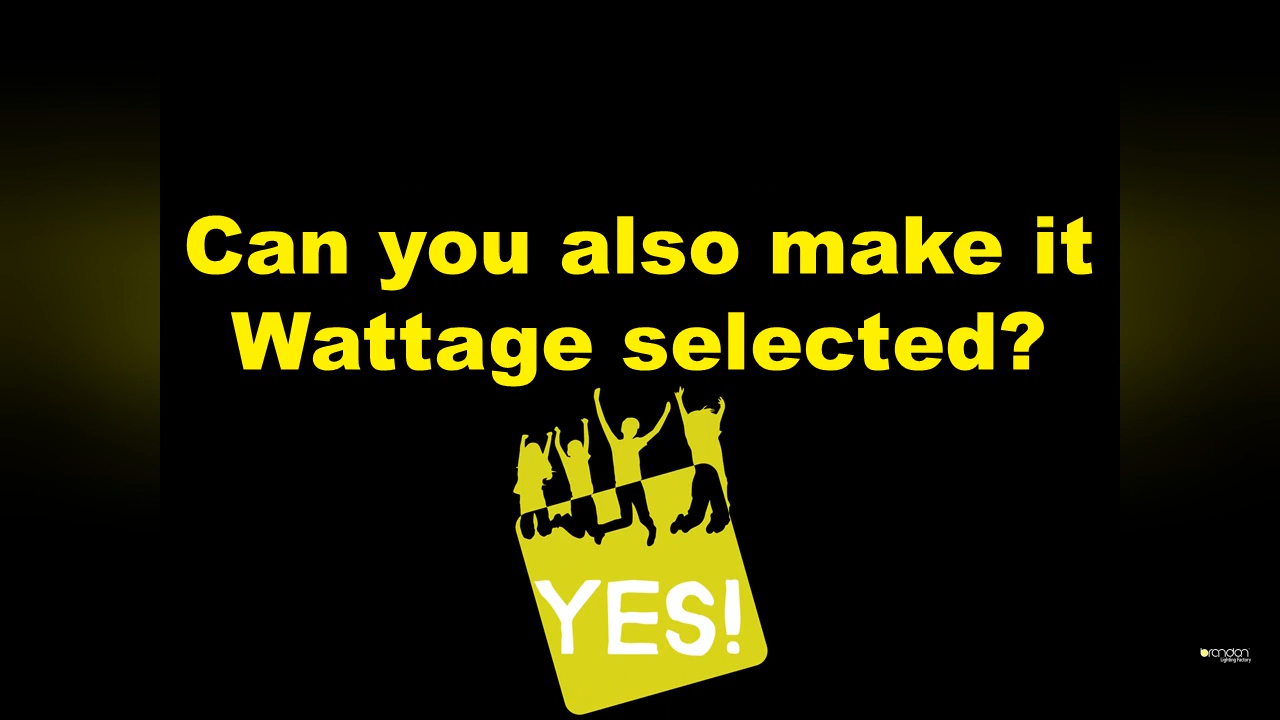 Can you also make it
Wattage selected?
YES!
brandon
Lighting Factory